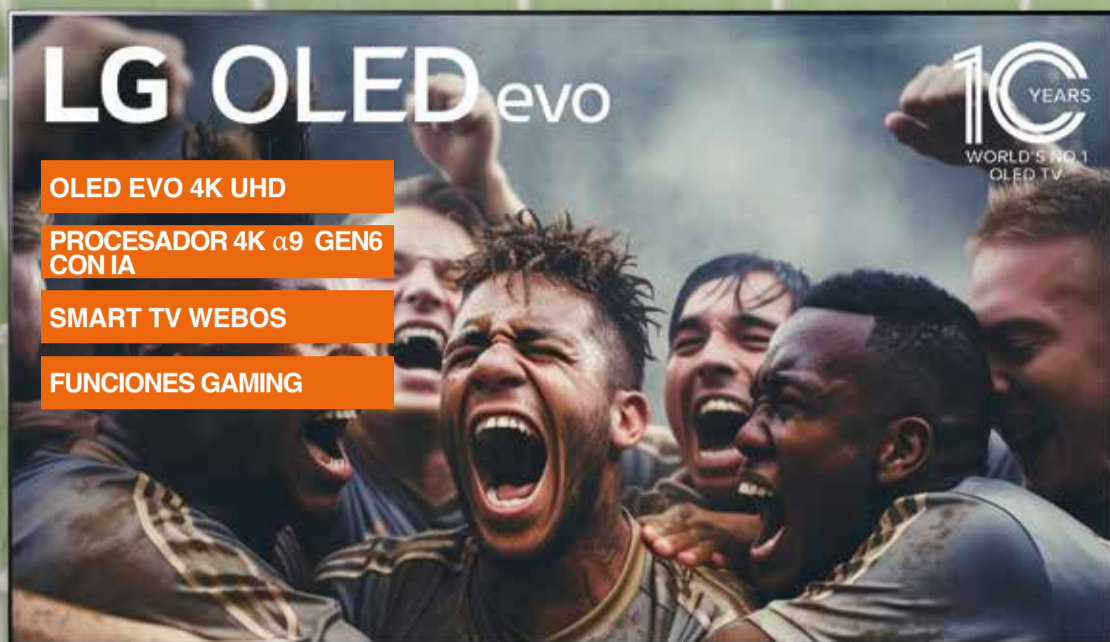 LG OLED evo
10 YEARS
WORLD'S NO.1
OLED TV
OLED EVO 4K UHD
PROCESADOR 4K α9 GEN6
CON IA
SMART TV WEBOS
FUNCIONES GAMING